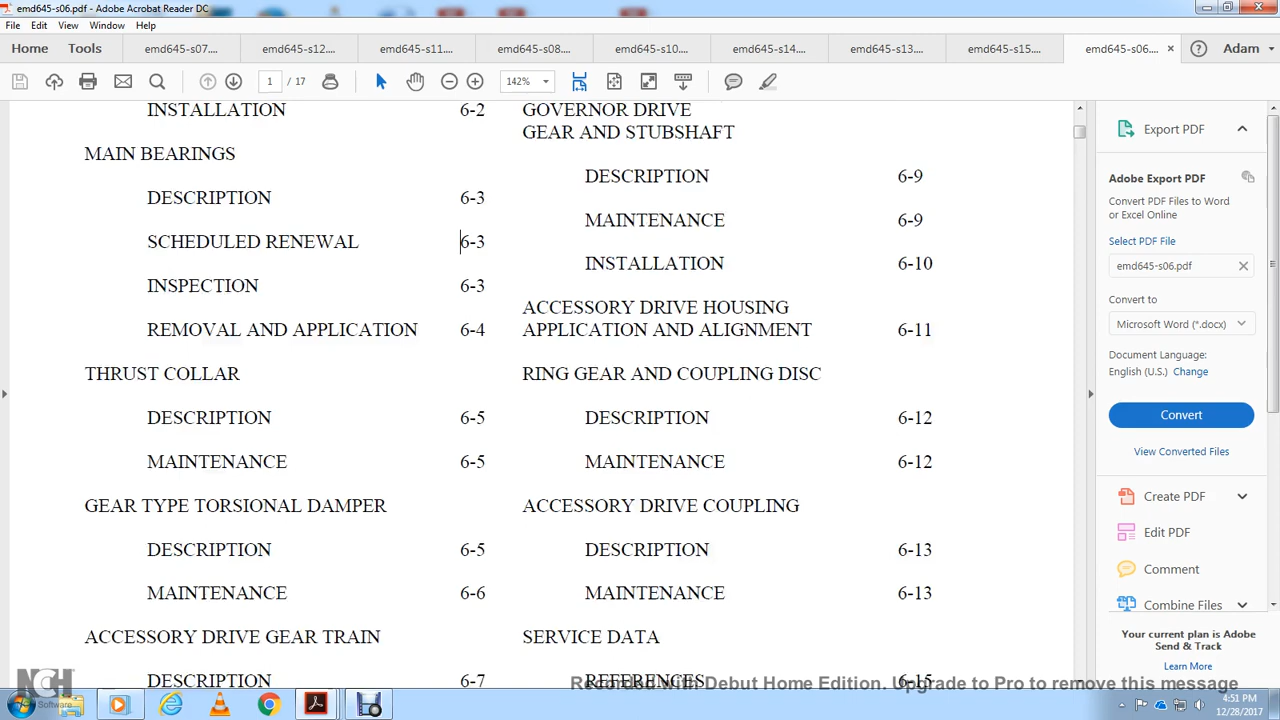 emd645-s06.pdf - Adobe Acrobat Reader DC
File Edit View Window Help
Home Tools emd645-s07.... emd645-s12.... emd645-s11.... emd645-s08.... emd645-s10.... emd645-s14.... emd645-s13.... emd645-s15.... emd645-s06.... × Adam
1 / 17 142%
INSTALLATION 6-2
MAIN BEARINGS
DESCRIPTION 6-3
SCHEDULED RENEWAL 6-3
INSPECTION 6-3
REMOVAL AND APPLICATION 6-4
THRUST COLLAR
DESCRIPTION 6-5
MAINTENANCE 6-5
GEAR TYPE TORSIONAL DAMPER
DESCRIPTION 6-5
MAINTENANCE 6-6
ACCESSORY DRIVE GEAR TRAIN
DESCRIPTION 6-7
GOVERNOR DRIVE
GEAR AND STUBSHAFT
DESCRIPTION 6-9
MAINTENANCE 6-9
INSTALLATION 6-10
ACCESSORY DRIVE HOUSING
APPLICATION AND ALIGNMENT 6-11
RING GEAR AND COUPLING DISC
DESCRIPTION 6-12
MAINTENANCE 6-12
ACCESSORY DRIVE COUPLING
DESCRIPTION 6-13
MAINTENANCE 6-13
SERVICE DATA
REFERENCES 6-15
Export PDF
Adobe Export PDF
Convert PDF Files to Word
or Excel Online
Select PDF File
emd645-s06.pdf
Convert to
Microsoft Word (*.docx)
Document Language:
English (U.S.) Change
Convert
View Converted Files
Create PDF
Edit PDF
Comment
Combine Files
Your current plan is Adobe
Send & Track
Learn More
Recorded with Debut Home Edition. Upgrade to Pro to remove this message
NCH
Software
4:51 PM
12/28/2017